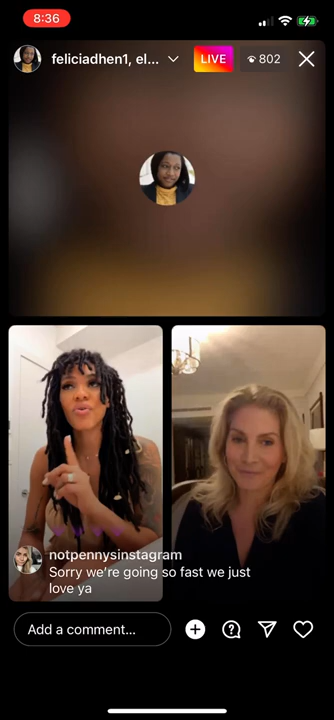 8:36
feliciadhen1, el...
LIVE
802
notpennysinstagram
Sorry we're going so fast we just
love ya
Add a comment...